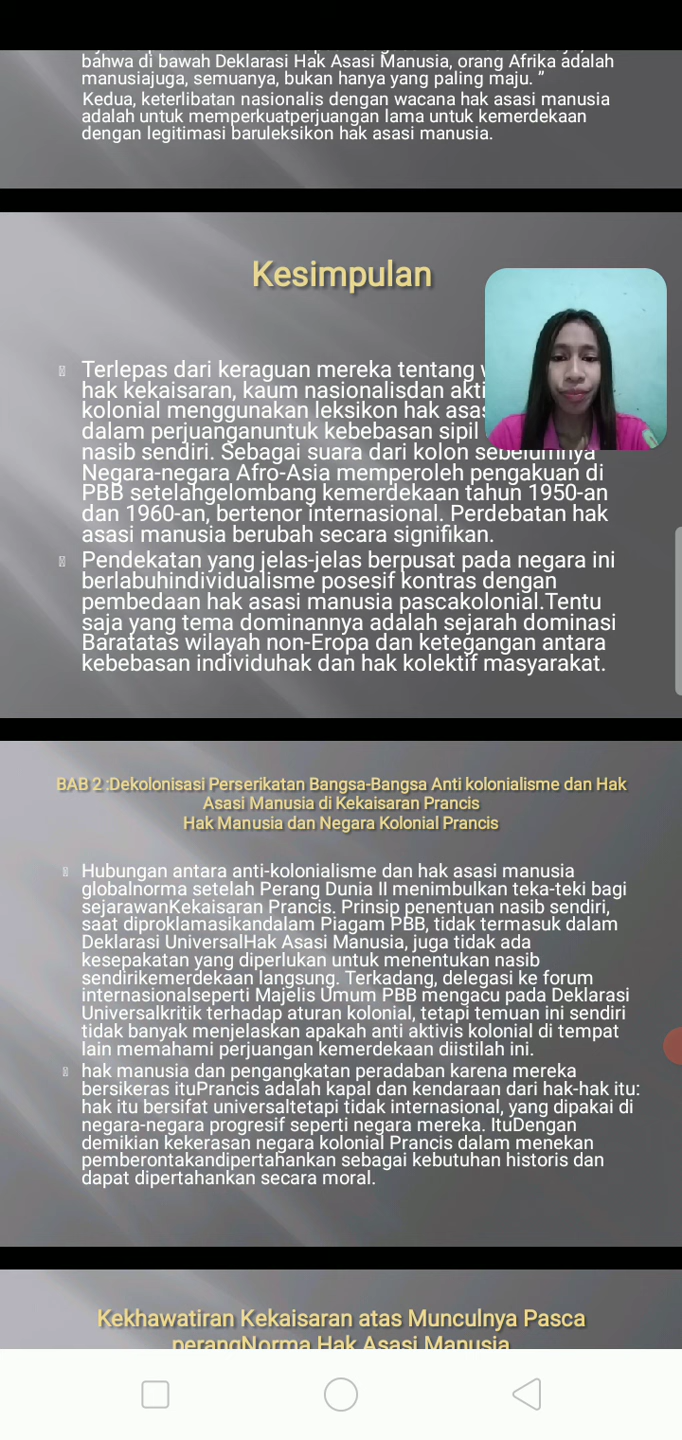 bahwa di bawah Deklarasi Hak Asasi Manusia, orang Afrika adalah
manusiajuga, semuanya, bukan hanya yang paling maju. ”
Kedua, keterlibatan nasionalis dengan wacana hak asasi manusia
adalah untuk memperkuatperjuangan lama untuk kemerdekaan
dengan legitimasi baruleksikon hak asasi manusia.
Kesimpulan
Terlepas dari keraguan mereka tentang
hak kekaisaran, kaum nasionalisdan
kolonial menggunakan leksikon hak
dalam perjuanganuntuk kebebasan sipil
nasib sendiri. Sebagai suara dari kolon sebelumnya
Negara-negara Afro-Asia memperoleh pengakuan di
PBB setelahgelombang kemerdekaan tahun 1950-an
dan 1960-an, bertenor internasional. Perdebatan hak
asasi manusia berubah secara signifikan.
Pendekatan yang jelas-jelas berpusat pada negara ini
berlabuhindividualisme posesif kontras dengan
pembedaan hak asasi manusia pascakolonial.Tentu
saja yang tema dominannya adalah sejarah dominasi
Baratatas wilayah non-Eropa dan ketegangan antara
kebebasan individuhak dan hak kolektif masyarakat.
BAB 2 :Dekolonisasi Perserikatan Bangsa-Bangsa Anti kolonialisme dan Hak
Asasi Manusia di Kekaisaran Prancis
Hak Manusia dan Negara Kolonial Prancis
Hubungan antara anti-kolonialisme dan hak asasi manusia
globalnorma setelah Perang Dunia II menimbulkan teka-teki bagi
sejarawanKekaisaran Prancis. Prinsip penentuan nasib sendiri,
saat diproklamasikandalam Piagam PBB, tidak termasuk dalam
Deklarasi UniversalHak Asasi Manusia, juga tidak ada
kesepakatan yang diperlukan untuk menentukan nasib
sendirikemerdekaan langsung. Terkadang, delegasi ke forum
internasionalseperti Majelis Umum PBB mengacu pada Deklarasi
Universalkritik terhadap aturan kolonial, tetapi temuan ini sendiri
tidak banyak menjelaskan apakah anti aktivis kolonial di tempat
lain memahami perjuangan kemerdekaan diistilah ini.
hak manusia dan pengangkatan peradaban karena mereka
bersikeras ituPrancis adalah kapal dan kendaraan dari hak-hak itu:
hak itu bersifat universaltetapi tidak internasional, yang dipakai di
negara-negara progresif seperti negara mereka. ItuDengan
demikian kekerasan negara kolonial Prancis dalam menekan
pemberontakandipertahankan sebagai kebutuhan historis dan
dapat dipertahankan secara moral.
Kekhawatiran Kekaisaran atas Munculnya Pasca
perangNorma Hak Asasi Manusia